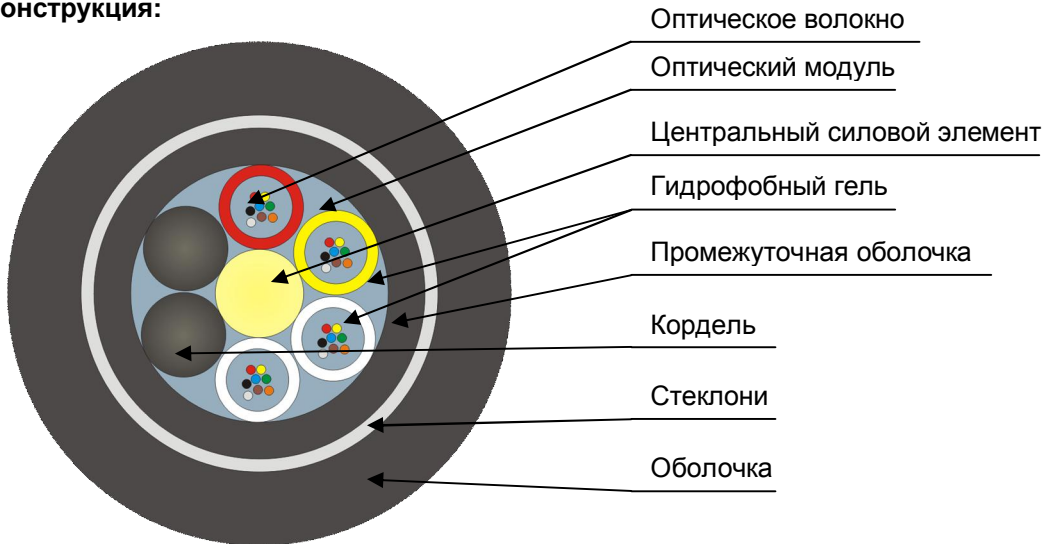 онструкция:
Оптическое волокно
Оптический модуль
Центральный силовой элемент
Гидрофобный гель
Промежуточная оболочка
Кордель
Стеклони
Оболочка